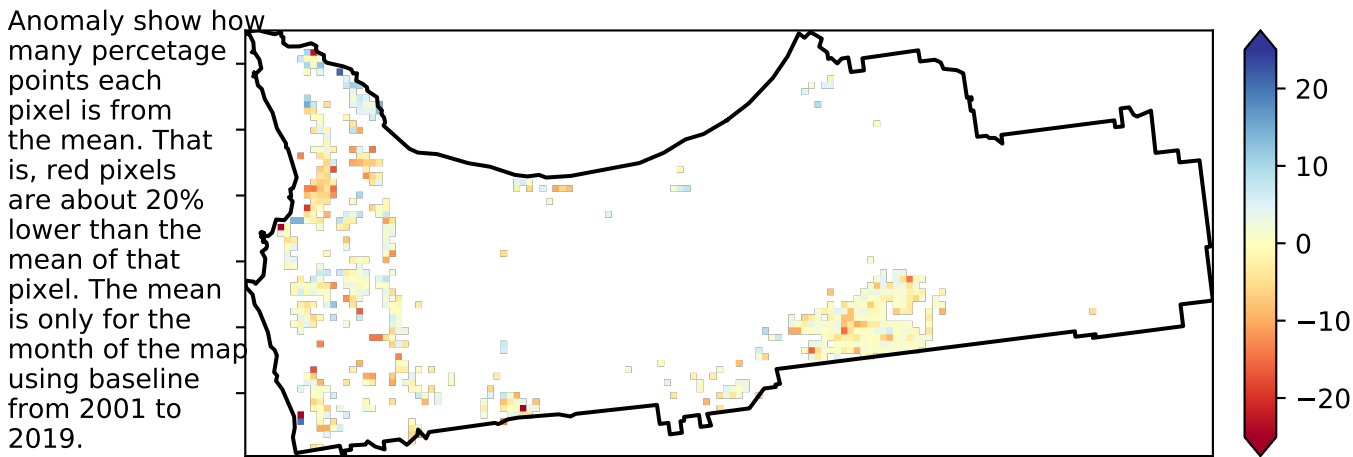 Anomaly show how
many percetage
points each
pixel is from
the mean. That
is, red pixels
are about 20%
lower than the
mean of that
pixel. The mean
is only for the
month of the map
using baseline
from 2001 to
2019.
20
10
0
−10
−20